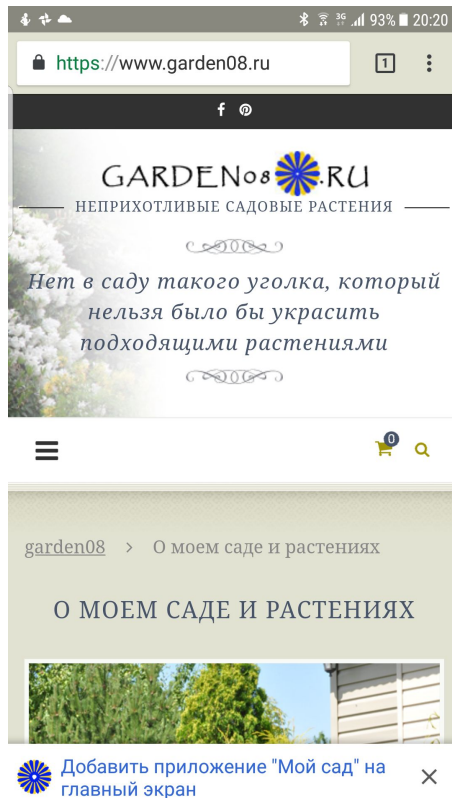 3G 93% 20:20
https://www.garden08.ru 1
GARDEN08.RU
НЕПРИХОТЛИВЫЕ САДОВЫЕ РАСТЕНИЯ
Нет в саду такого уголка, который
нельзя было бы украсить
подходящими растениями
0
garden08 > О моем саде и растениях
О МОЕМ САДЕ И РАСТЕНИЯХ
Добавить приложение "Мой сад" на
главный экран